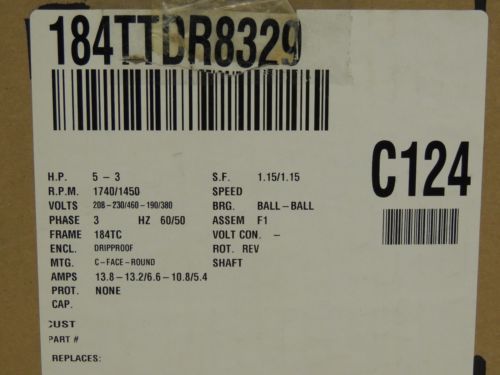 184TTDR8329
C124
H.P. 5 - 3 S.F. 1.15/1.15
R.P.M. 1740/1450 SPEED
VOLTS 208-230/460-190/380 BRG. BALL-BALL
PHASE 3 HZ 60/50 ASSEM F1
FRAME 184TC VOLT CON. -
ENCL. DRIPPROOF ROT. REV
MTG. C-FACE-ROUND SHAFT
AMPS 13.8-13.2/6.6-10.8/5.4
PROT. NONE
CAP.
CUST
PART #
REPLACES: